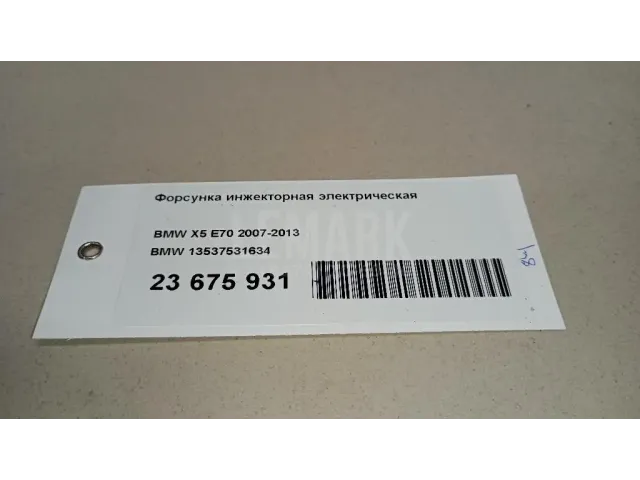 Форсунка инжекторная электрическая
BMW X5 E70 2007-2013
BMW 13537531634
23 675 931